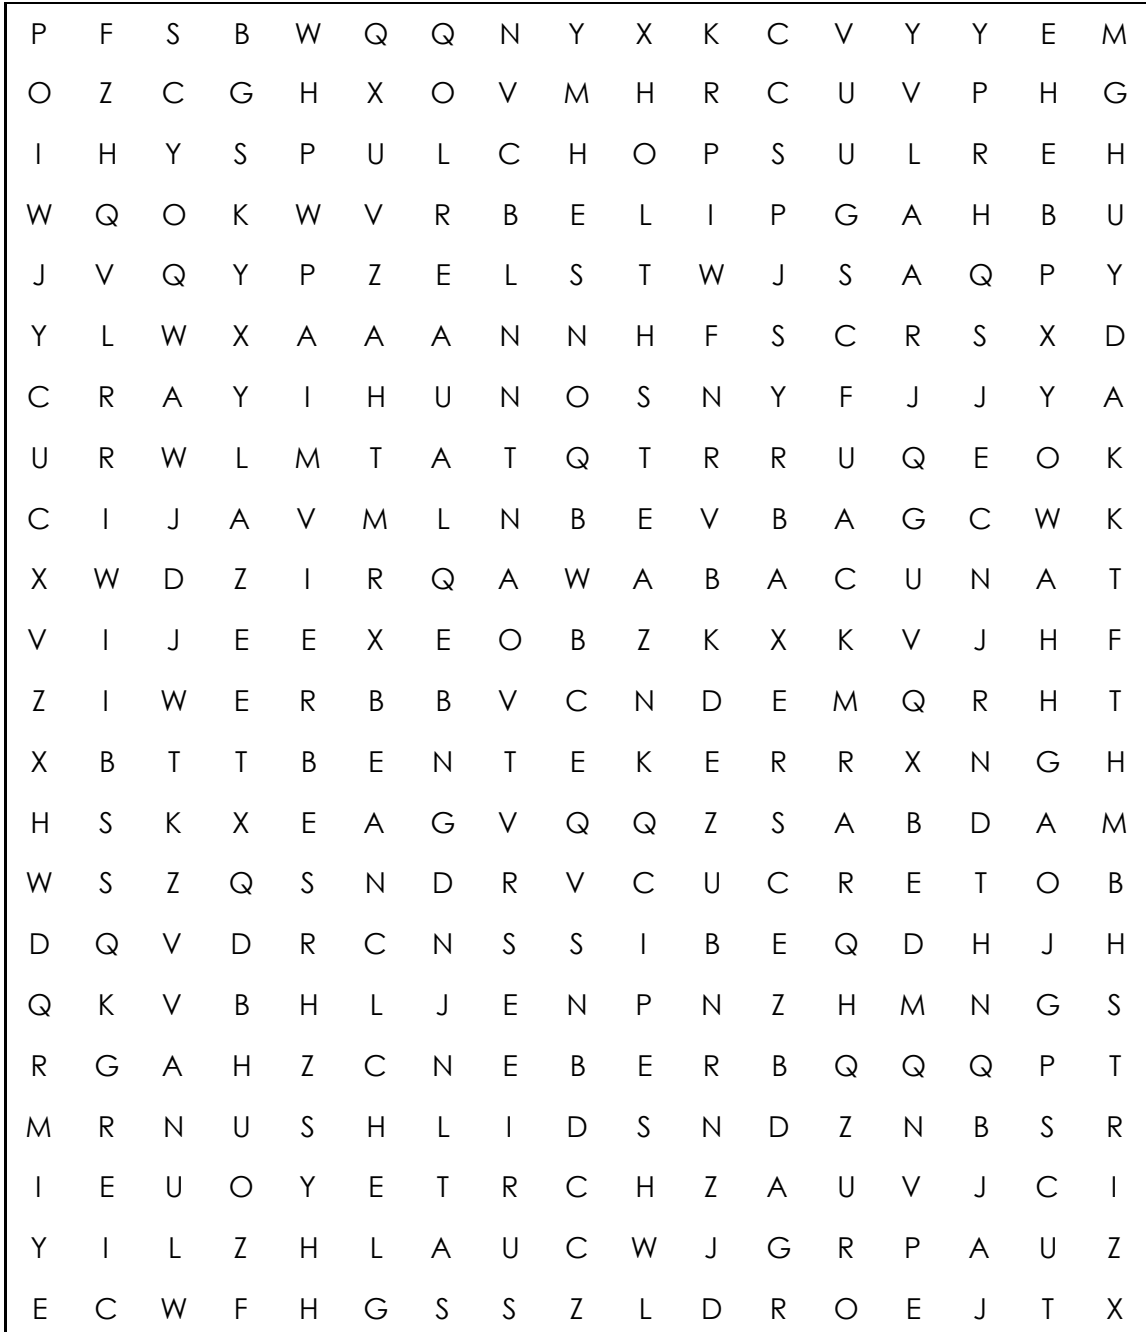 P F S B W Q Q N Y X K C V Y Y E M
O Z C G H X O V M H R C U V P H G
I H Y S P U L C H O P S U L R E H
W Q O K W V R B E L I P G A H B U
J V Q Y P Z E L S T W J S A Q P Y
Y L W X A A A N N H F S C R S X D
C R A Y I H U N O S N Y F J J Y A
U R W L M T A T Q T R R U Q E O K
C I J A V M L N B E V B A G C W K
X W D Z I R Q A W A B A C U N A T
V I J E E X E O B Z K X K V J H F
Z I W E R B B V C N D E M Q R H T
X B T T B E N T E K E R R X N G H
H S K X E A G V Q Q Z S A B D A M
W S Z Q S N D R V C U C R E T O B
D Q V D R C N S S I B E Q D H J H
Q K V B H L J E N P N Z H M N G S
R G A H Z C N E B E R B Q Q Q P T
M R N U S H L I D S N D Z N B S R
I E U O Y E T R C H Z A U V J C I
Y I L Z H L A U C W J G R P A U Z
E C W F H G S S Z L D R O E J T X